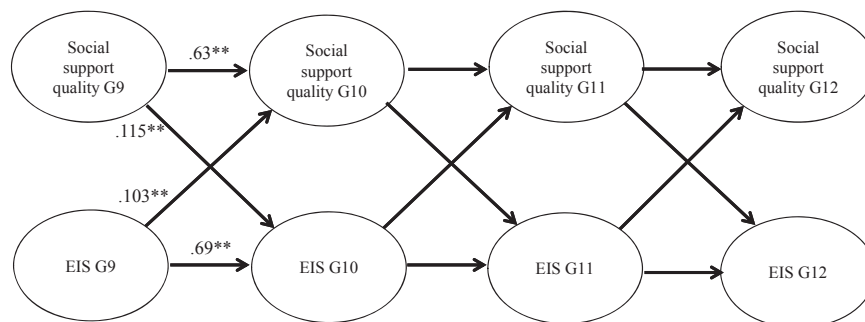 Social
support
quality G9
.63**
Social
support
quality G10
Social
support
quality G11
Social
support
quality G12
.115**
.103**
EIS G9
.69**
EIS G10
EIS G11
EIS G12